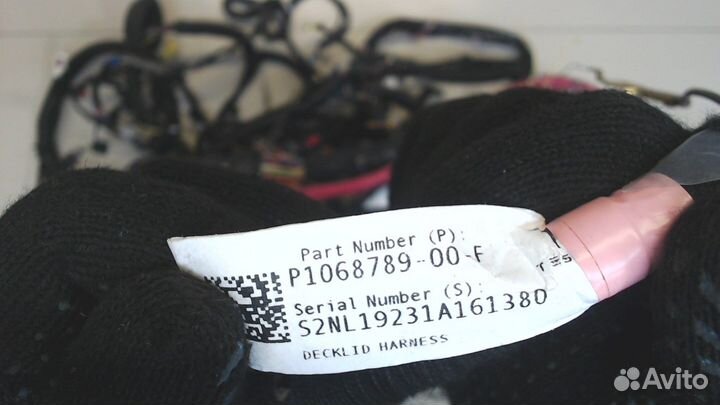 Part Number (P):
P1068789-00-F
Serial Number (S):
S2NL19231A161380
DECKLID HARNESS
Avito